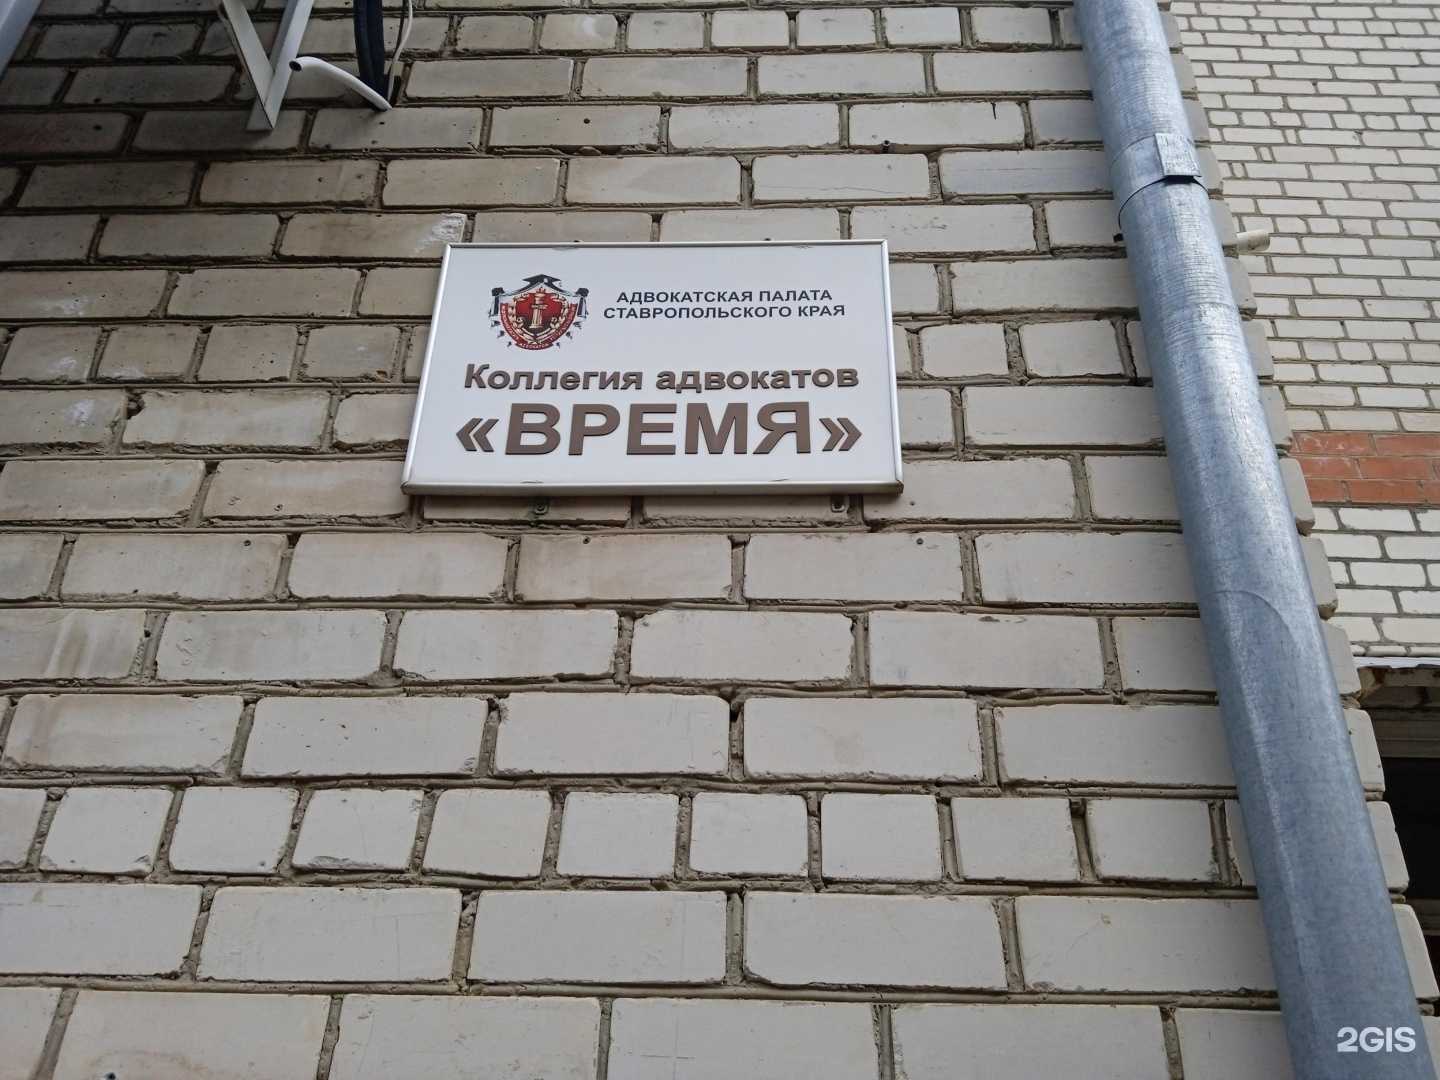 АДВОКАТСКАЯ ПАЛАТА
СТАВРОПОЛЬСКОГО КРАЯ
Коллегия адвокатов
«ВРЕМЯ»
2GIS